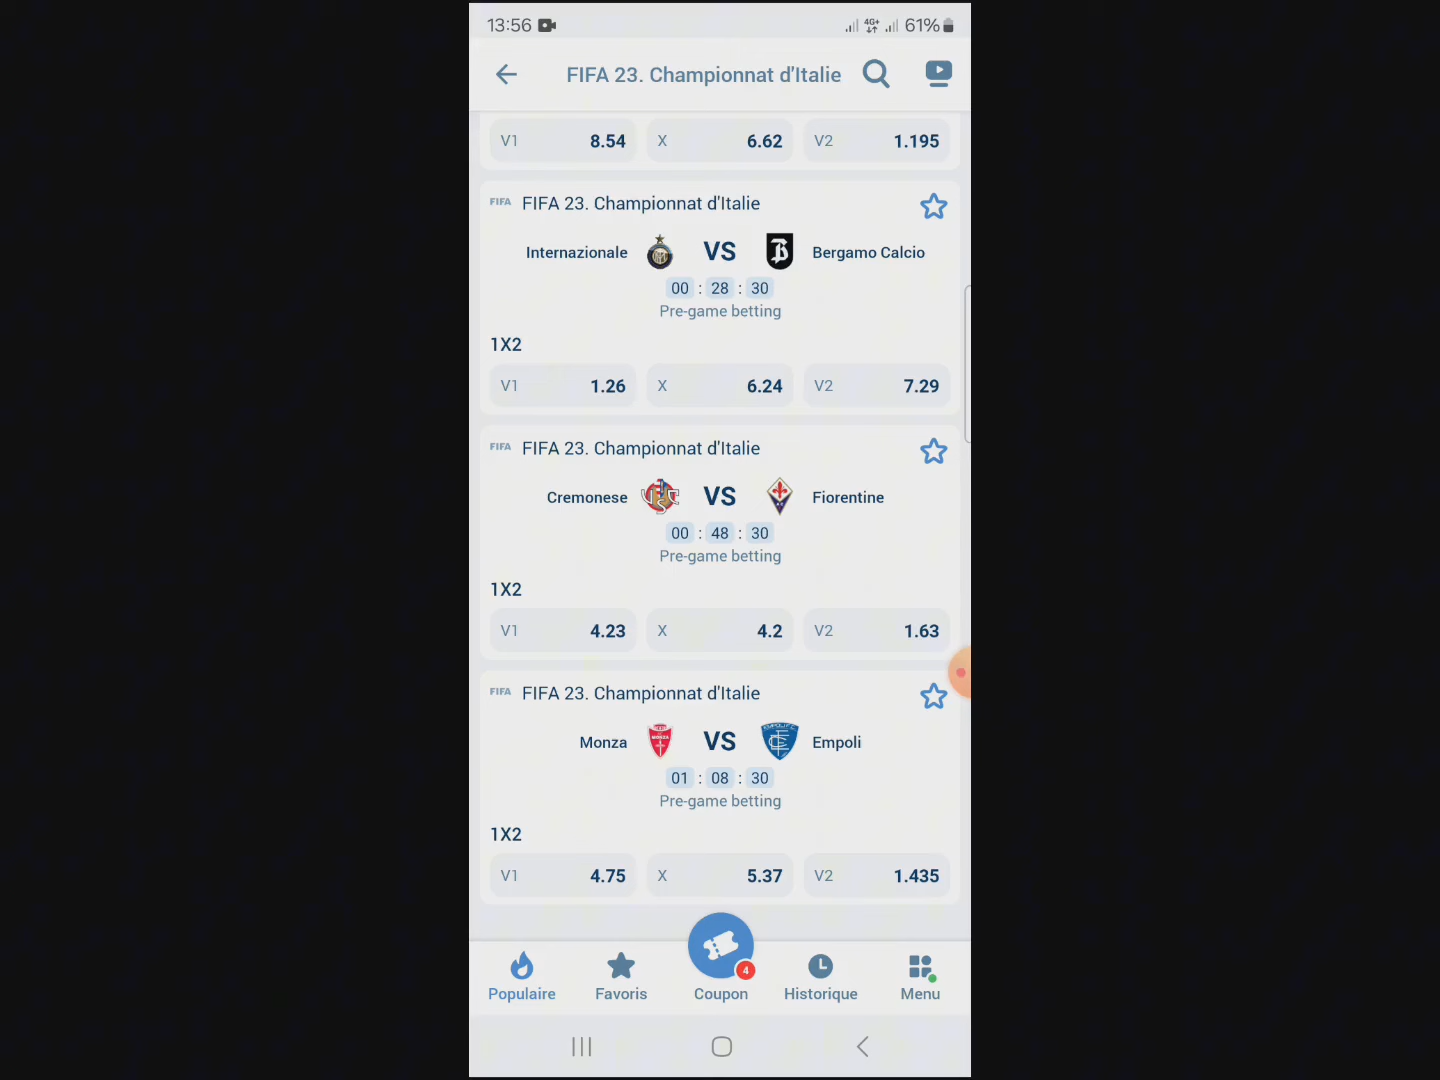 13:56 4G+ 61%
FIFA 23. Championnat d'Italie
V1 8.54 X 6.62 V2 1.195
FIFA FIFA 23. Championnat d'Italie
Internazionale VS Bergamo Calcio
00 : 28 : 30
Pre-game betting
1X2
V1 1.26 X 6.24 V2 7.29
FIFA FIFA 23. Championnat d'Italie
Cremonese VS Fiorentine
00 : 48 : 30
Pre-game betting
1X2
V1 4.23 X 4.2 V2 1.63
FIFA FIFA 23. Championnat d'Italie
Monza VS Empoli
01 : 08 : 30
Pre-game betting
1X2
V1 4.75 X 5.37 V2 1.435
4
Populaire Favoris Coupon Historique Menu